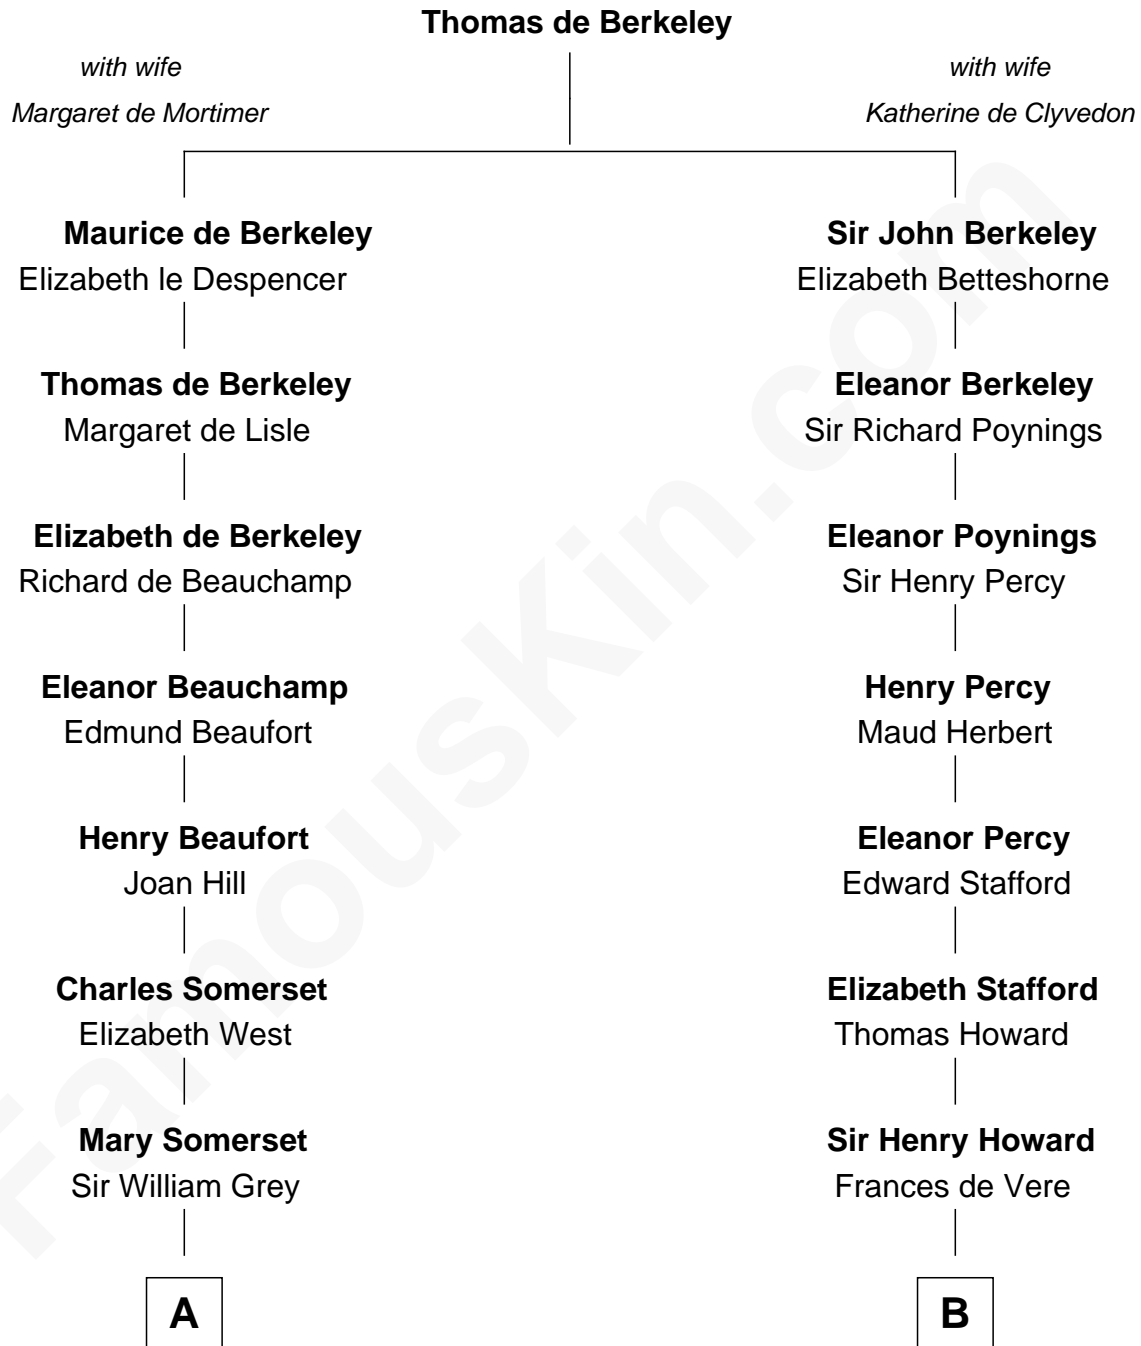 Thomas de Berkeley
with wife
Margaret de Mortimer
with wife
Katherine de Clyvedon
Maurice de Berkeley
Elizabeth le Despencer
Sir John Berkeley
Elizabeth Betteshorne
Thomas de Berkeley
Margaret de Lisle
Eleanor Berkeley
Sir Richard Poynings
Elizabeth de Berkeley
Richard de Beauchamp
Eleanor Poynings
Sir Henry Percy
Eleanor Beauchamp
Edmund Beaufort
Henry Percy
Maud Herbert
Henry Beaufort
Joan Hill
Eleanor Percy
Edward Stafford
Charles Somerset
Elizabeth West
Elizabeth Stafford
Thomas Howard
Mary Somerset
Sir William Grey
Sir Henry Howard
Frances de Vere
A
B
FamousKin.com